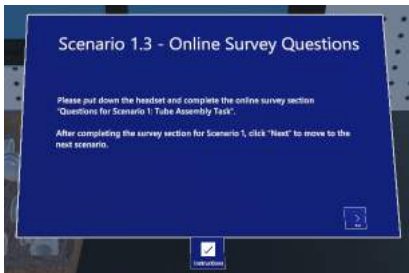 Scenario 1.3 - Online Survey Questions
Please put down the headset and complete the online survey section
"Questions for Scenario 1: Tube Assembly Task".
After completing the survey section for Scenario 1, click "Next" to move to the
next scenario.
Instructions